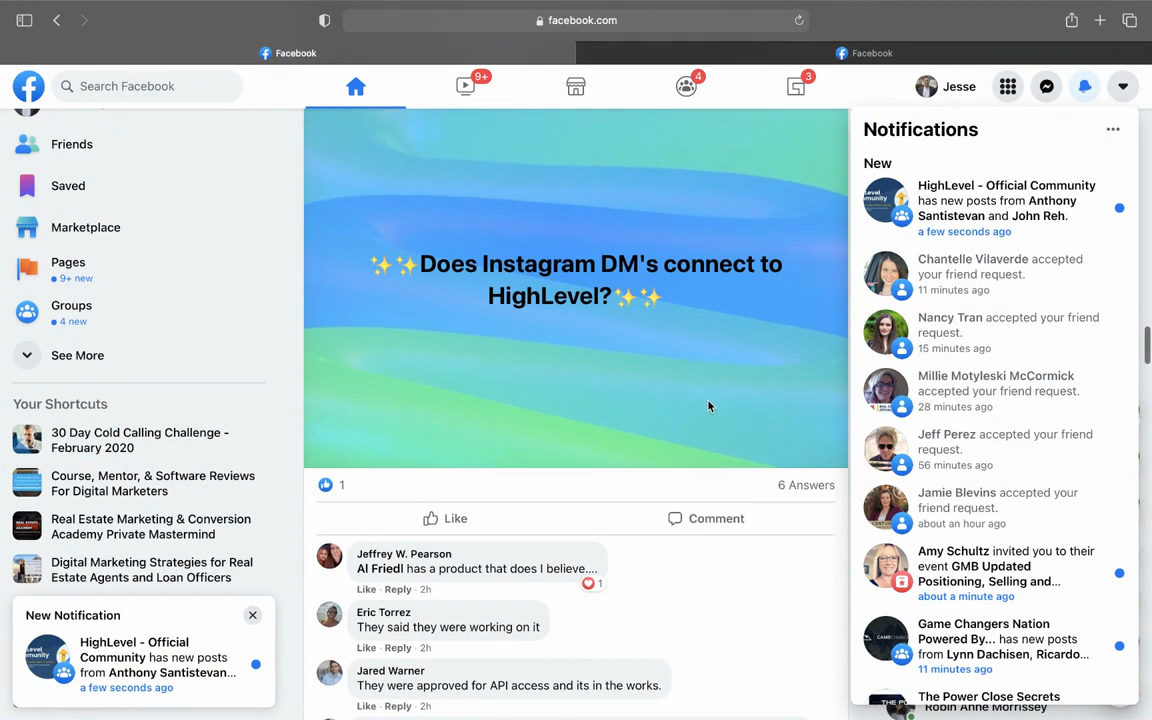 facebook.com
Facebook
Facebook
Search Facebook
9+
4
3
Jesse
Friends
Saved
Marketplace
Pages
9+ new
Groups
4 new
See More
Your Shortcuts
30 Day Cold Calling Challenge -
February 2020
Course, Mentor, & Software Reviews
For Digital Marketers
Real Estate Marketing & Conversion
Academy Private Mastermind
Digital Marketing Strategies for Real
Estate Agents and Loan Officers
New Notification
HighLevel - Official
Community has new posts
from Anthony Santistevan...
a few seconds ago
✨✨Does Instagram DM's connect to
HighLevel?✨✨
1
6 Answers
Like
Comment
Jeffrey W. Pearson
Al Friedl has a product that does I believe....
1
Like · Reply · 2h
Eric Torrez
They said they were working on it
Like · Reply · 2h
Jared Warner
They were approved for API access and its in the works.
Like · Reply · 2h
Notifications
New
HighLevel - Official Community
has new posts from Anthony
Santistevan and John Reh.
a few seconds ago
Chantelle Vilaverde accepted
your friend request.
11 minutes ago
Nancy Tran accepted your friend
request.
15 minutes ago
Millie Motyleski McCormick
accepted your friend request.
28 minutes ago
Jeff Perez accepted your friend
request.
56 minutes ago
Jamie Blevins accepted your
friend request.
about an hour ago
Amy Schultz invited you to their
event GMB Updated
Positioning, Selling and...
about a minute ago
Game Changers Nation
Powered By... has new posts
from Lynn Dachisen, Ricardo...
11 minutes ago
The Power Close Secrets
Robin Anne Morrissey